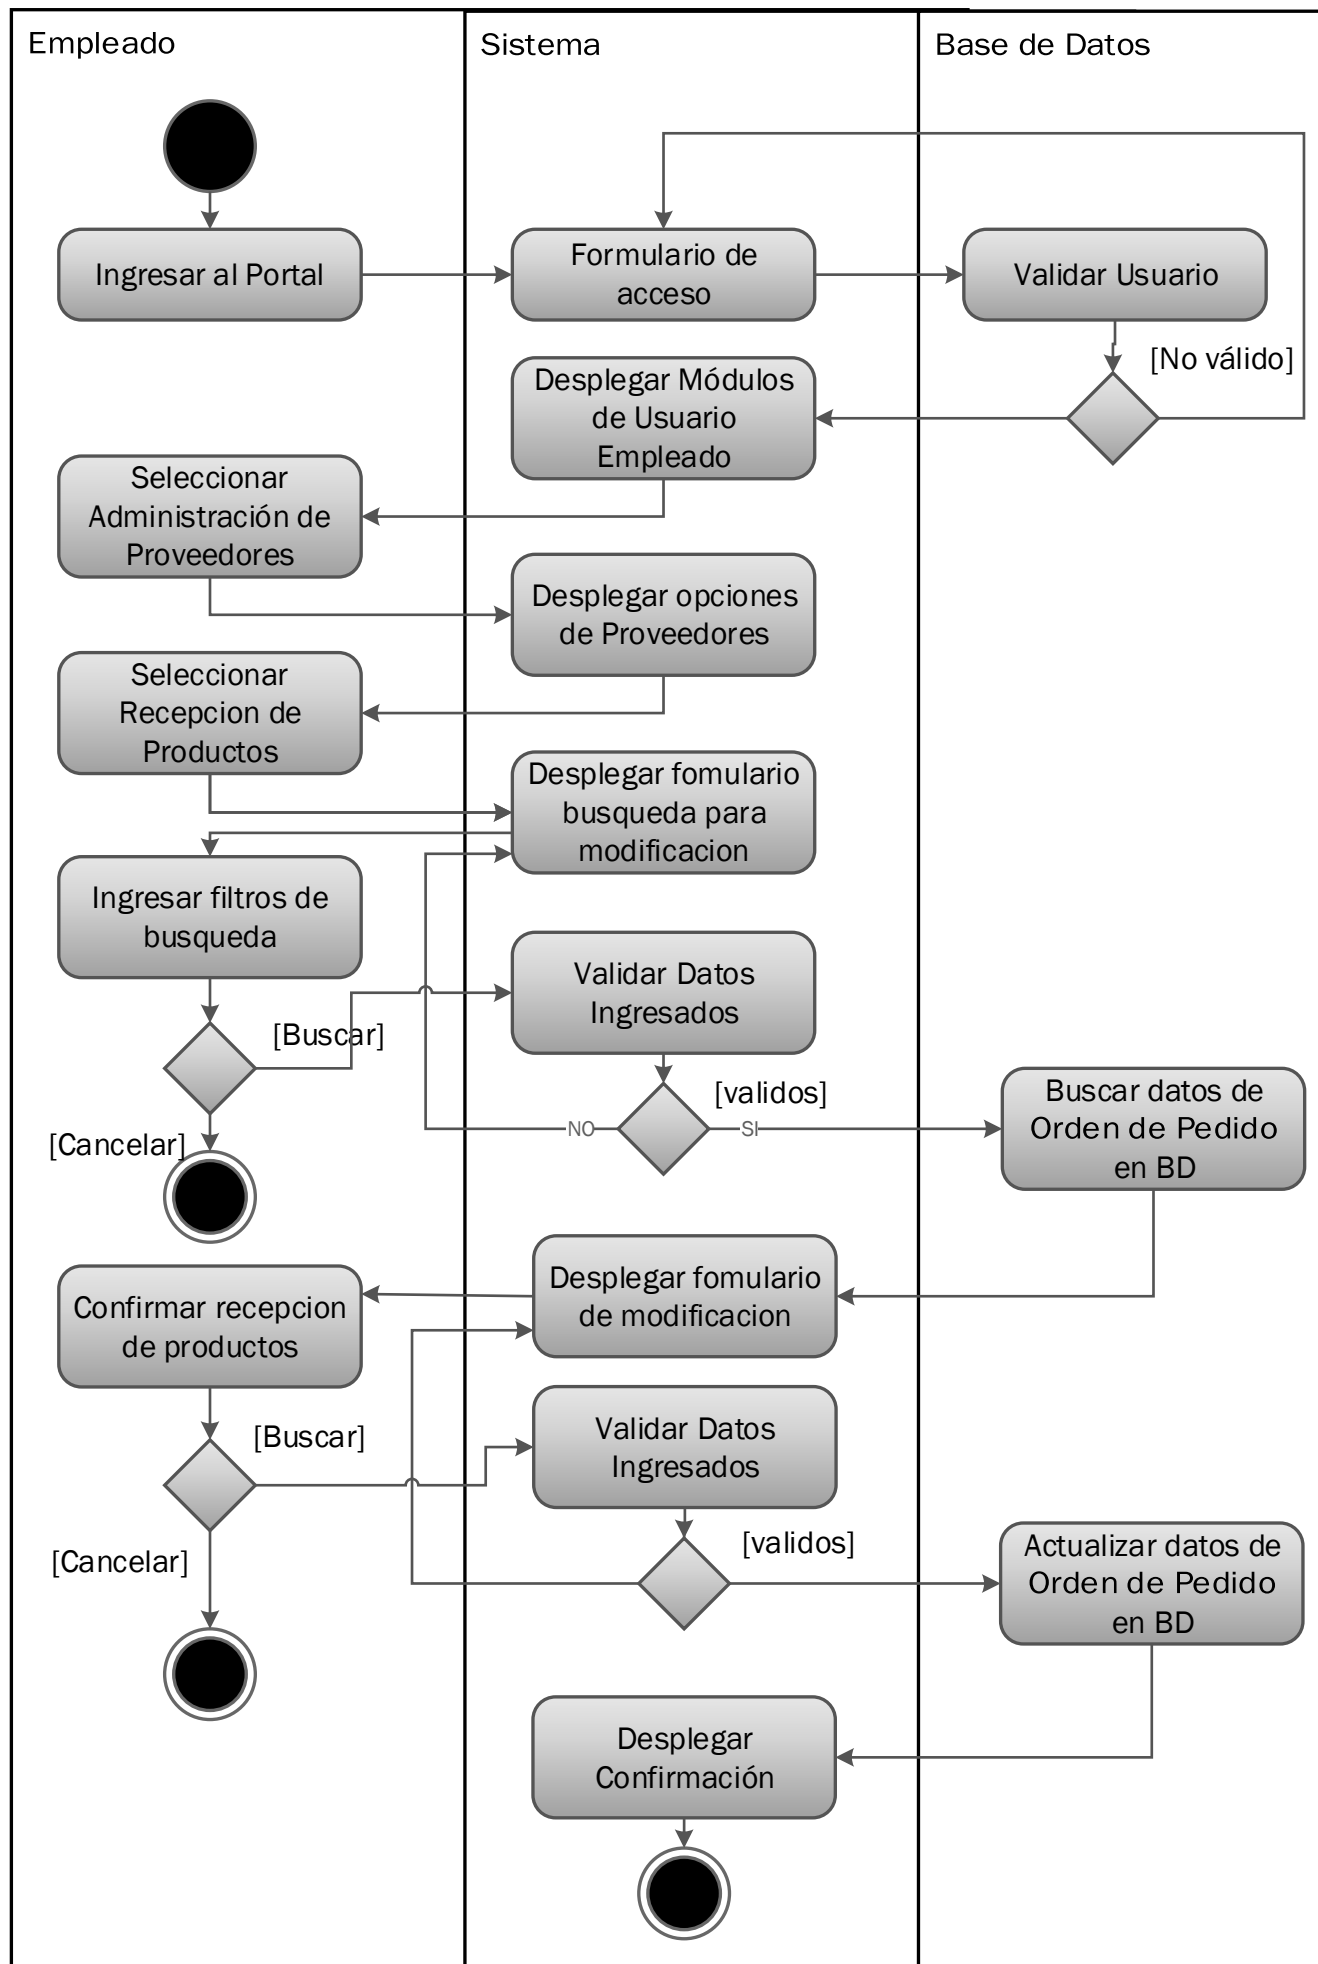 Empleado
Sistema
Base de Datos
Ingresar al Portal
Formulario de
acceso
Validar Usuario
[No válido]
Desplegar Módulos
de Usuario
Empleado
Seleccionar
Administración de
Proveedores
Desplegar opciones
de Proveedores
Seleccionar
Recepcion de
Productos
Desplegar fomulario
busqueda para
modificacion
Ingresar filtros de
busqueda
Validar Datos
Ingresados
[Buscar]
[validos]
NO
SI
Buscar datos de
Orden de Pedido
en BD
[Cancelar]
Desplegar fomulario
de modificacion
Confirmar recepcion
de productos
[Buscar]
Validar Datos
Ingresados
[validos]
[Cancelar]
Actualizar datos de
Orden de Pedido
en BD
Desplegar
Confirmación